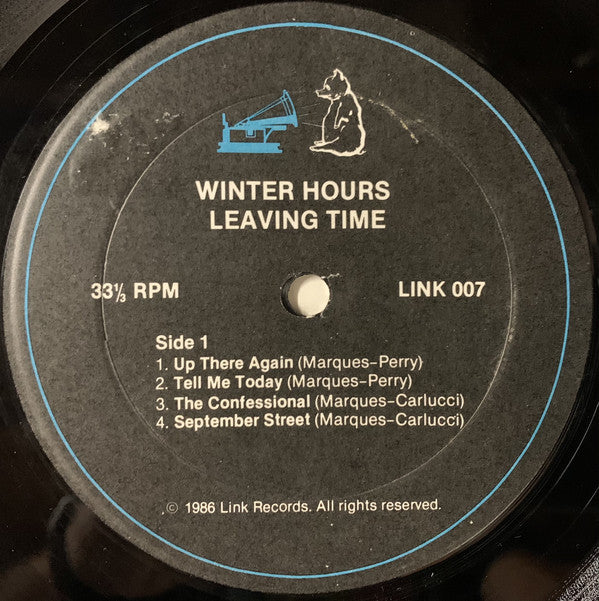 WINTER HOURS
LEAVING TIME
33⅓ RPM LINK 007
Side 1
1. Up There Again (Marques-Perry)
2. Tell Me Today (Marques-Perry)
3. The Confessional (Marques-Carlucci)
4. September Street (Marques-Carlucci)
© 1986 Link Records. All rights reserved.